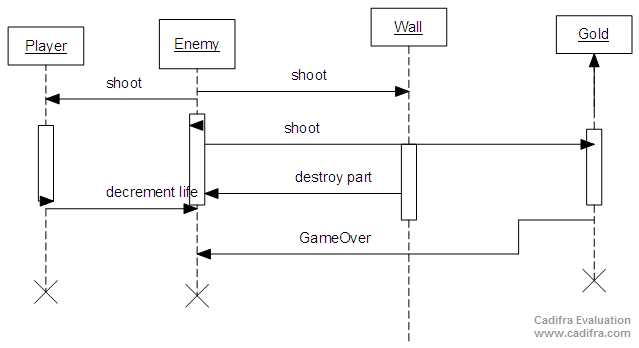 Player
Enemy
Wall
Gold
shoot
shoot
shoot
destroy part
decrement life
GameOver
Cadifra Evaluation
www.cadifra.com